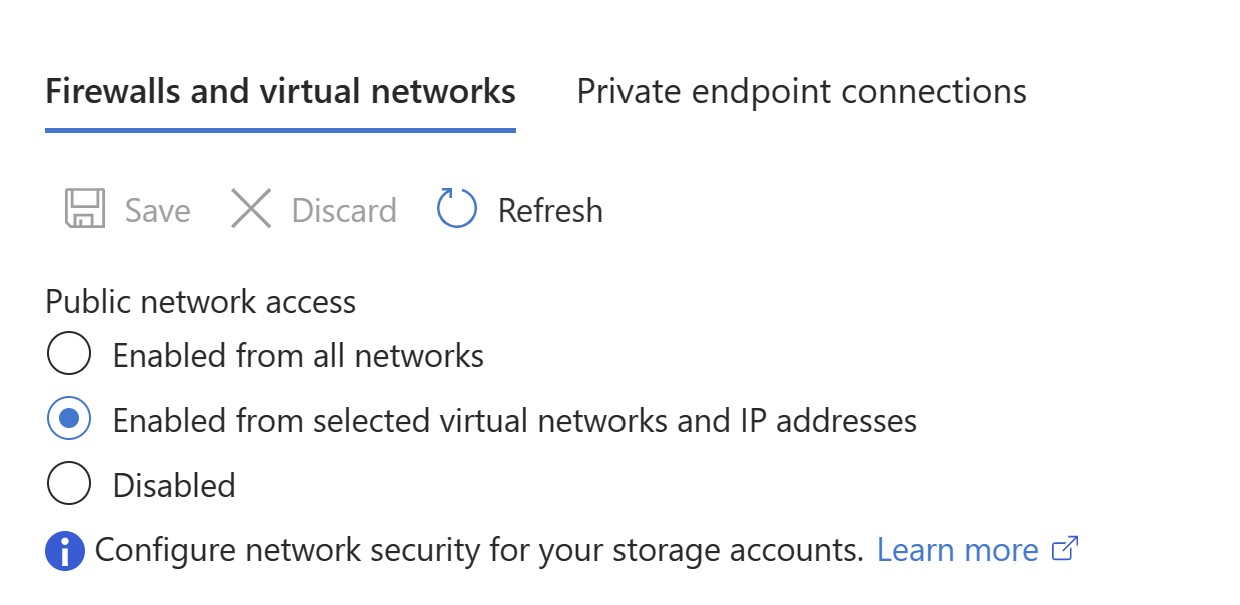 Firewalls and virtual networks Private endpoint connections
Save Discard Refresh
Public network access
Enabled from all networks
Enabled from selected virtual networks and IP addresses
Disabled
Configure network security for your storage accounts. Learn more